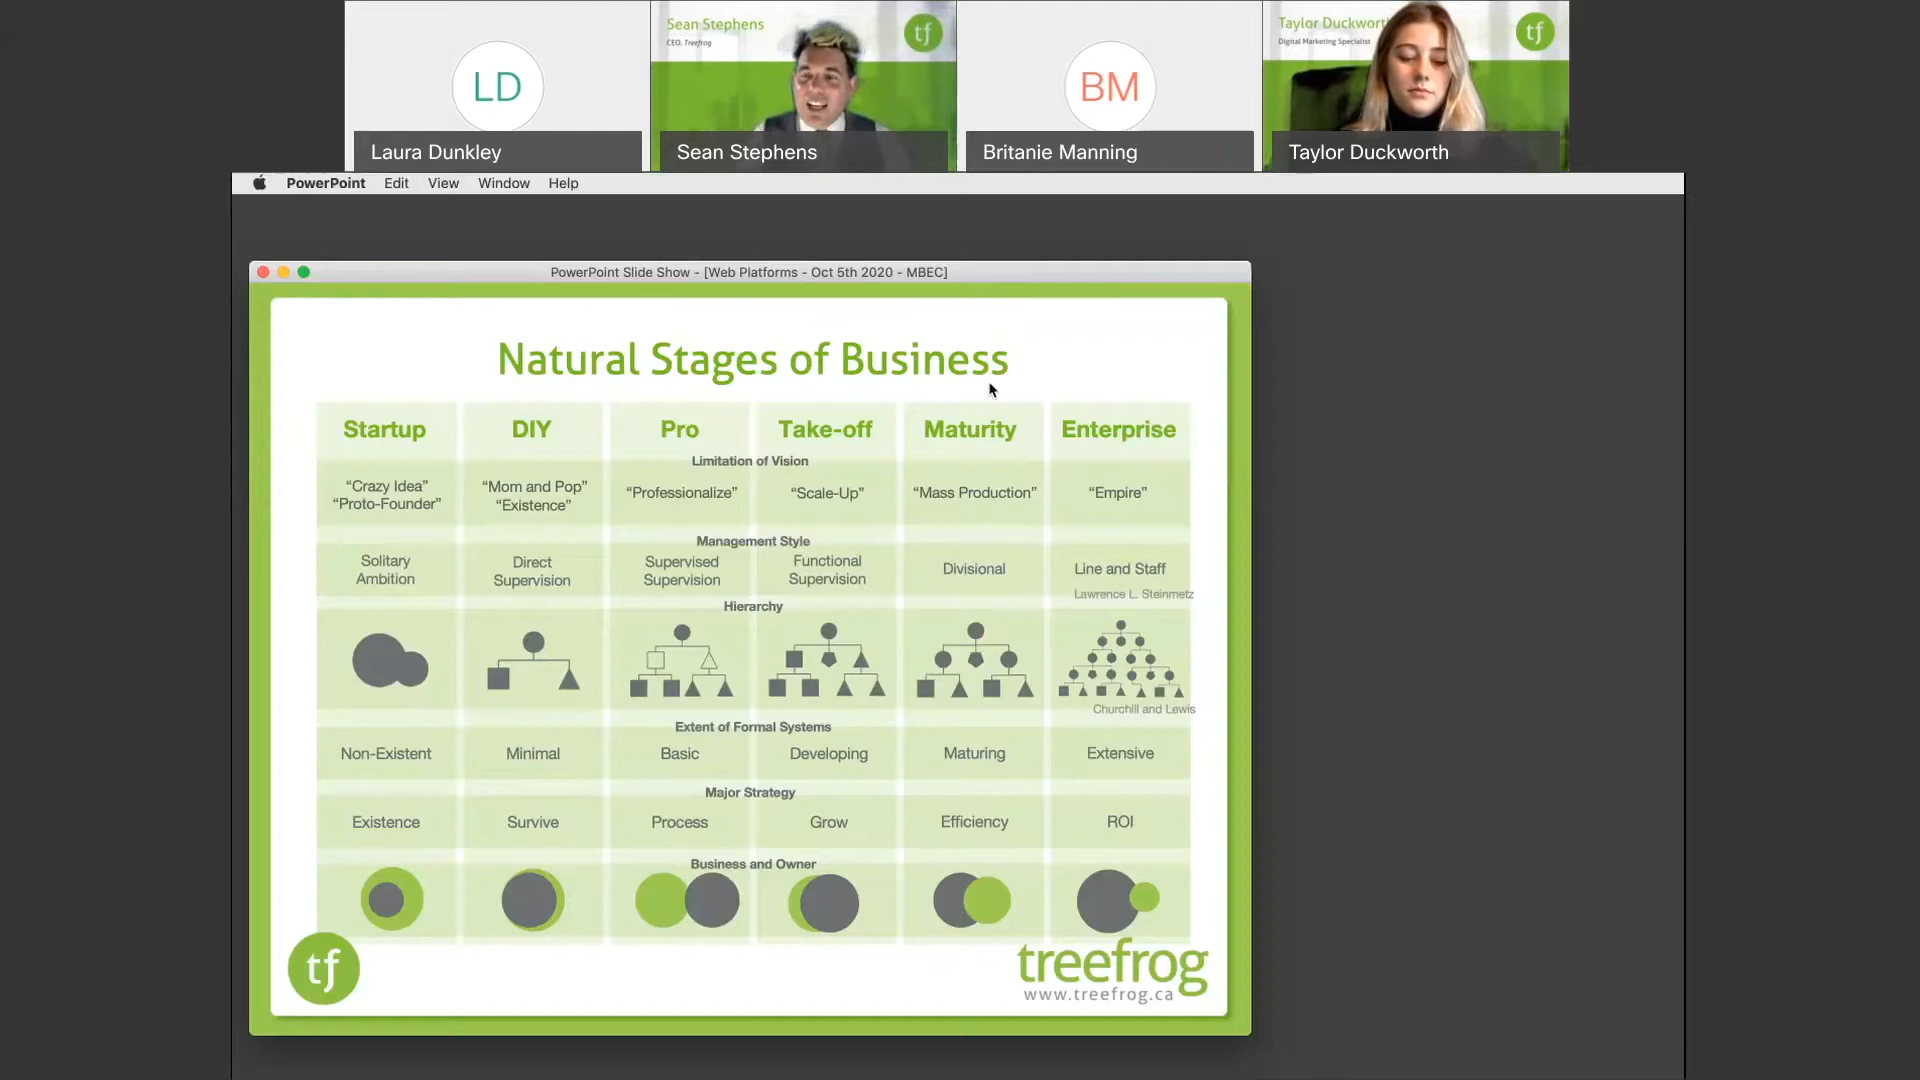 LD
Laura Dunkley
Sean Stephens
CEO, Treefrog
tf
Sean Stephens
BM
Britanie Manning
Taylor Duckwort
Digital Marketing Specialist
tf
Taylor Duckworth
PowerPoint Edit View Window Help
PowerPoint Slide Show - [Web Platforms - Oct 5th 2020 - MBEC]
Natural Stages of Business
Startup DIY Pro Take-off Maturity Enterprise
Limitation of Vision
“Crazy Idea” “Mom and Pop” “Professionalize” “Scale-Up” “Mass Production” “Empire”
“Proto-Founder” “Existence”
Management Style
Solitary Direct Supervised Functional Divisional Line and Staff
Ambition Supervision Supervision Supervision
Lawrence L. Steinmetz
Hierarchy
Churchill and Lewis
Extent of Formal Systems
Non-Existent Minimal Basic Developing Maturing Extensive
Major Strategy
Existence Survive Process Grow Efficiency ROI
Business and Owner
tf
treefrog
www.treefrog.ca